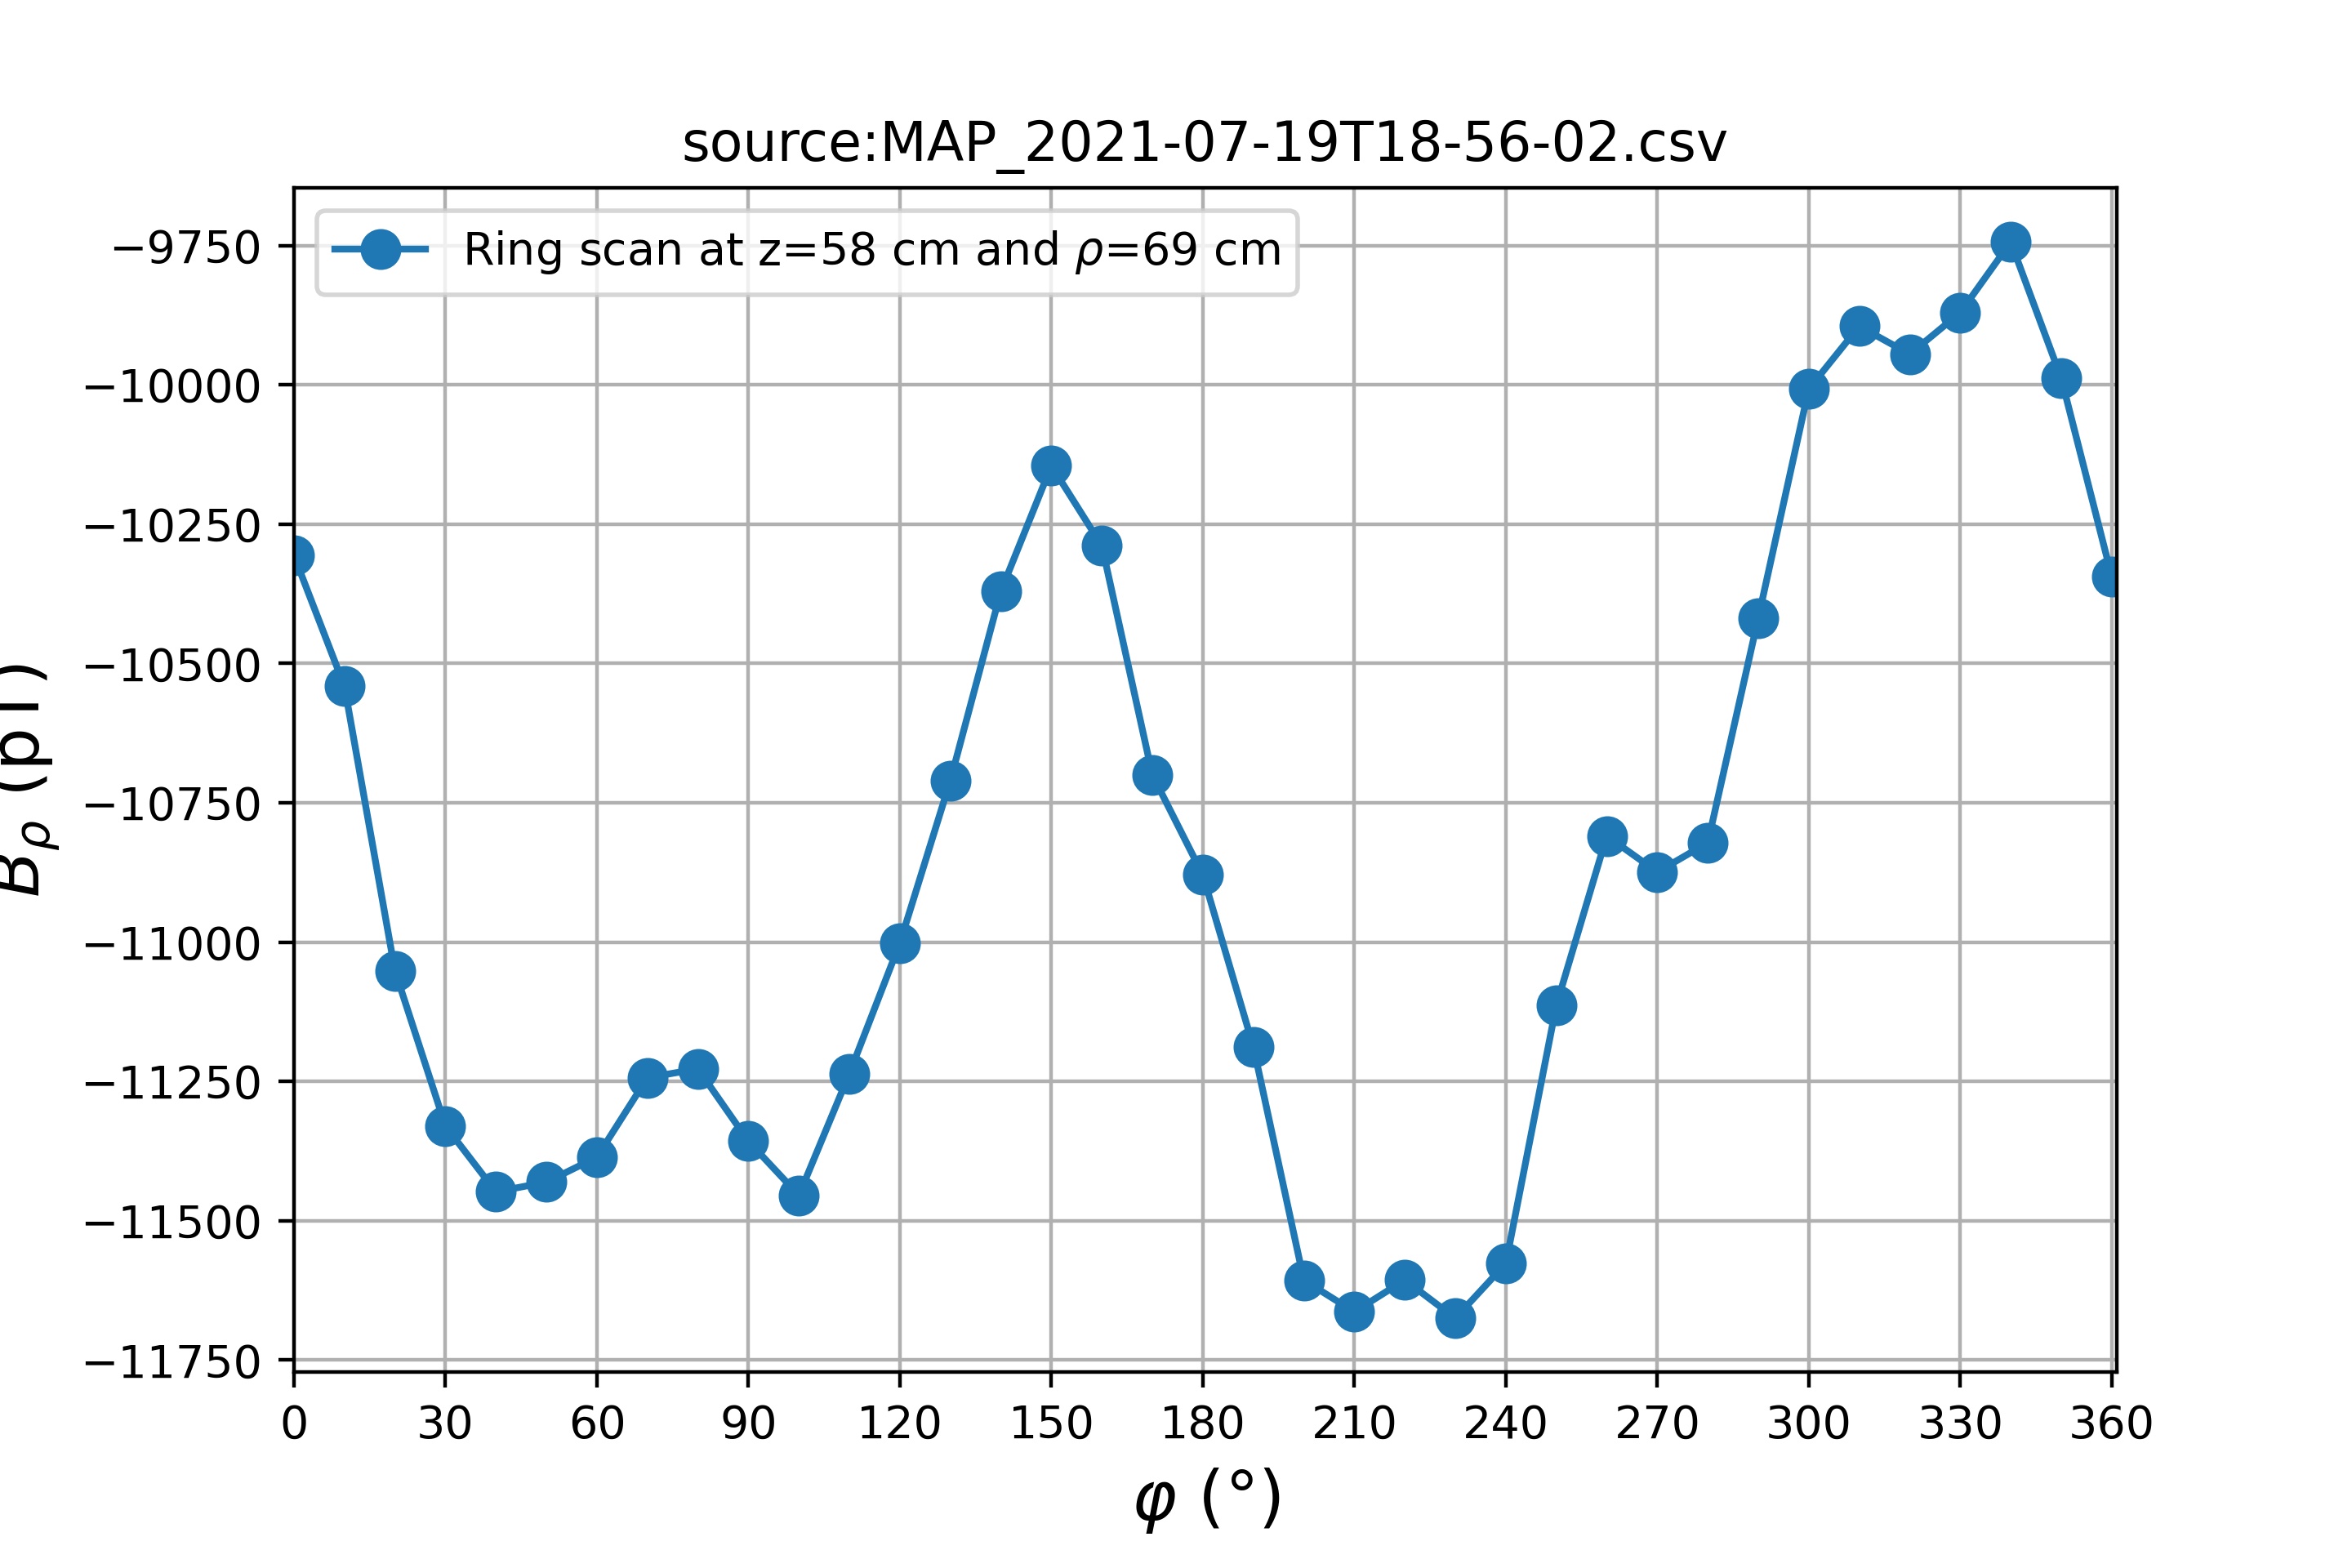 source:MAP_2021-07-19T18-56-02.csv
Ring scan at z=58 cm and ρ=69 cm
−9750
−10000
−10250
−10500
−10750
−11000
−11250
−11500
−11750
Bρ (pT)
0 30 60 90 120 150 180 210 240 270 300 330 360
φ (°)